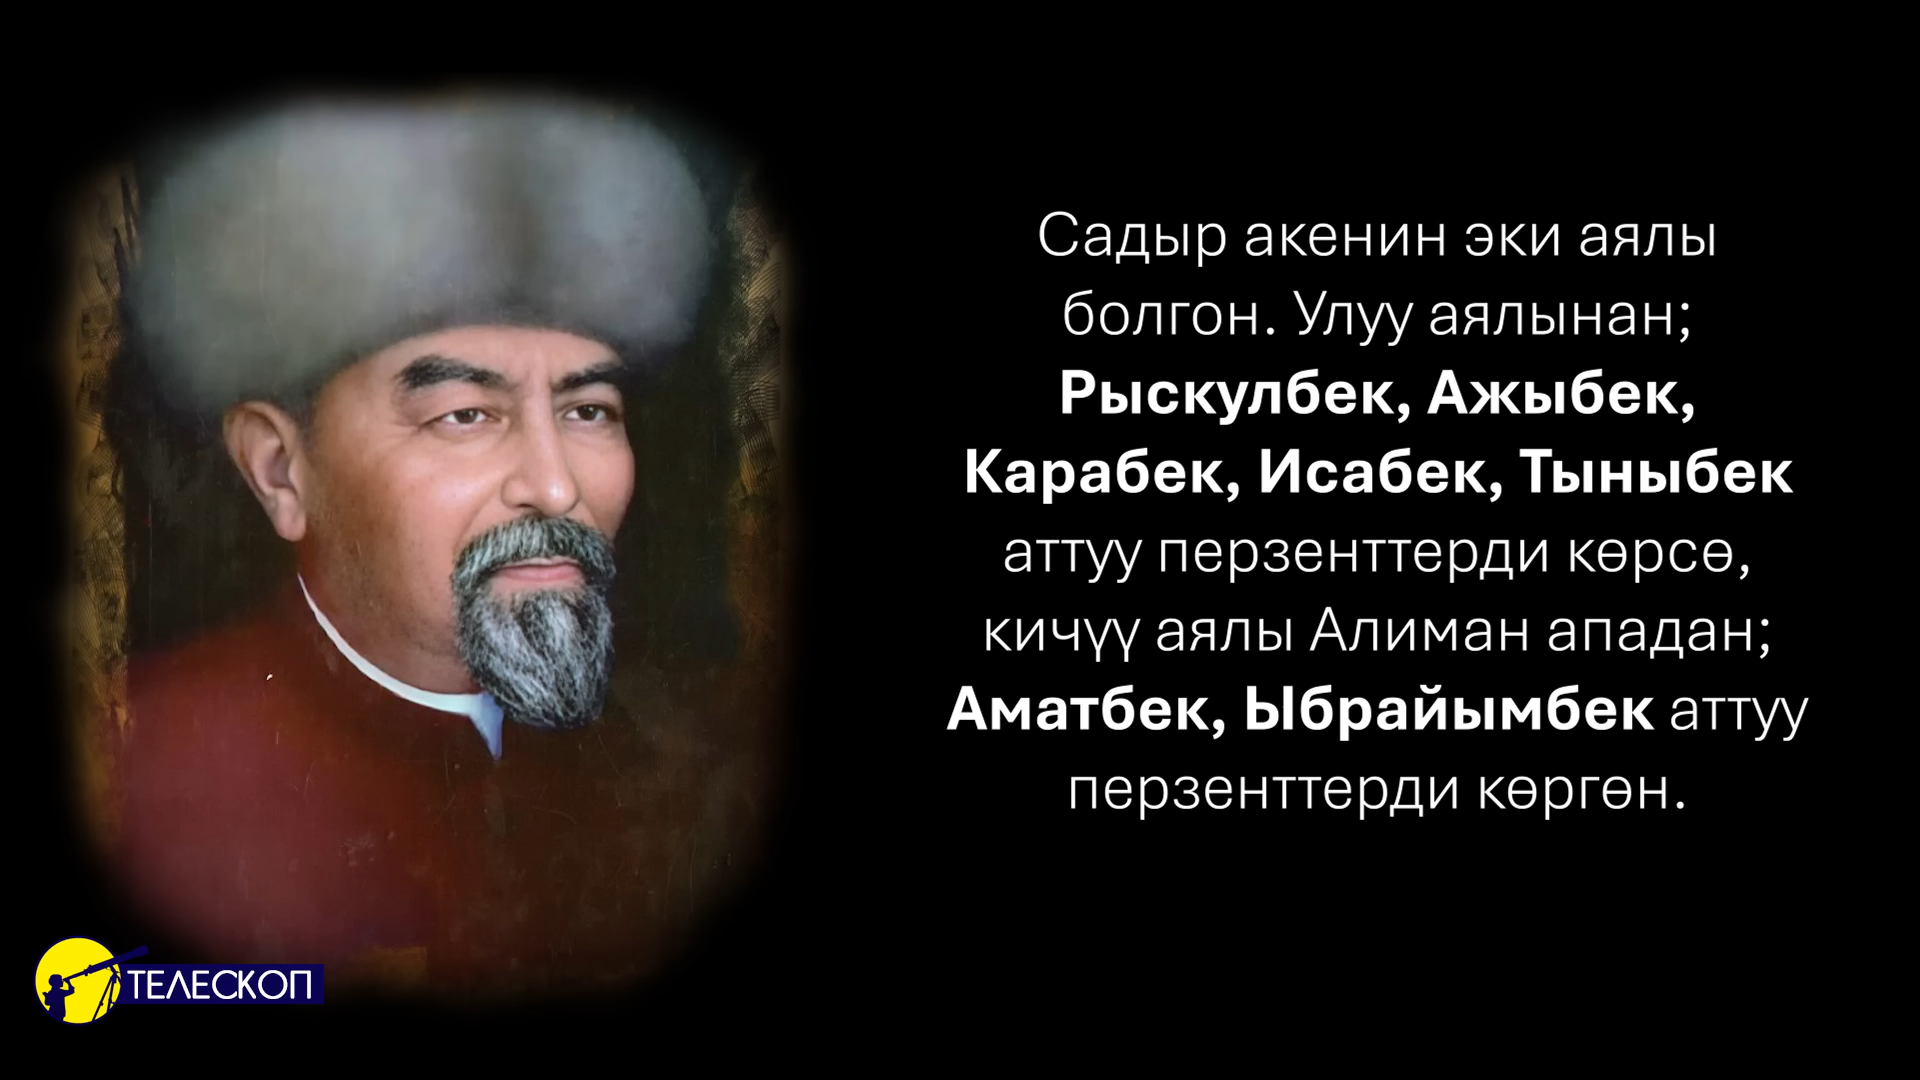 Садыр акенин эки аялы
болгон. Улуу аялынан;
Рыскулбек, Ажыбек,
Карабек, Исабек, Тыныбек
аттуу перзенттерди көрсө,
кичүү аялы Алиман ападан;
Аматбек, Ыбрайымбек аттуу
перзенттерди көргөн.
ТЕЛЕСКОП